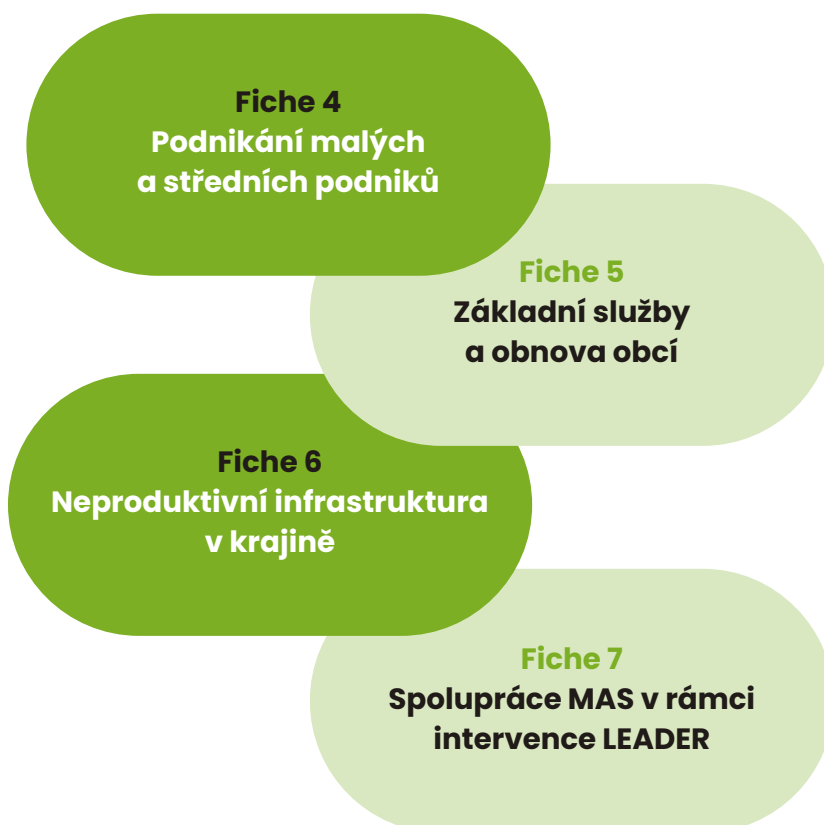 Fiche 4
Podnikání malých
a středních podniků
Fiche 5
Základní služby
a obnova obcí
Fiche 6
Neproduktivní infrastruktura
v krajině
Fiche 7
Spolupráce MAS v rámci
intervence LEADER